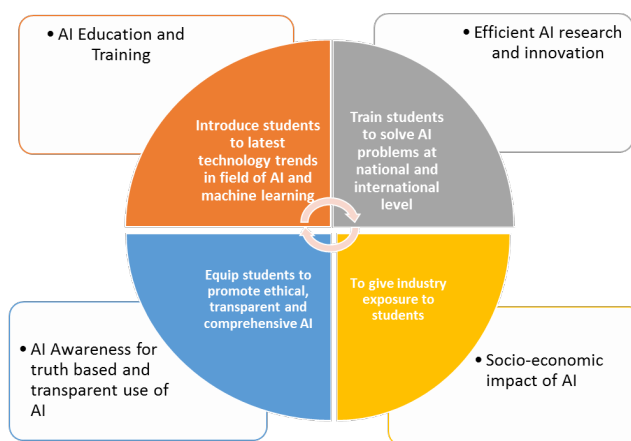 • AI Education and
Training
• Efficient AI research
and innovation
Introduce students
to latest
technology trends
in field of AI and
machine learning
Train students
to solve AI
problems at
national and
international
level
Equip students to
promote ethical,
transparent and
comprehensive AI
To give industry
exposure to
students
• AI Awareness for
truth based and
transparent use of
AI
• Socio-economic
impact of AI